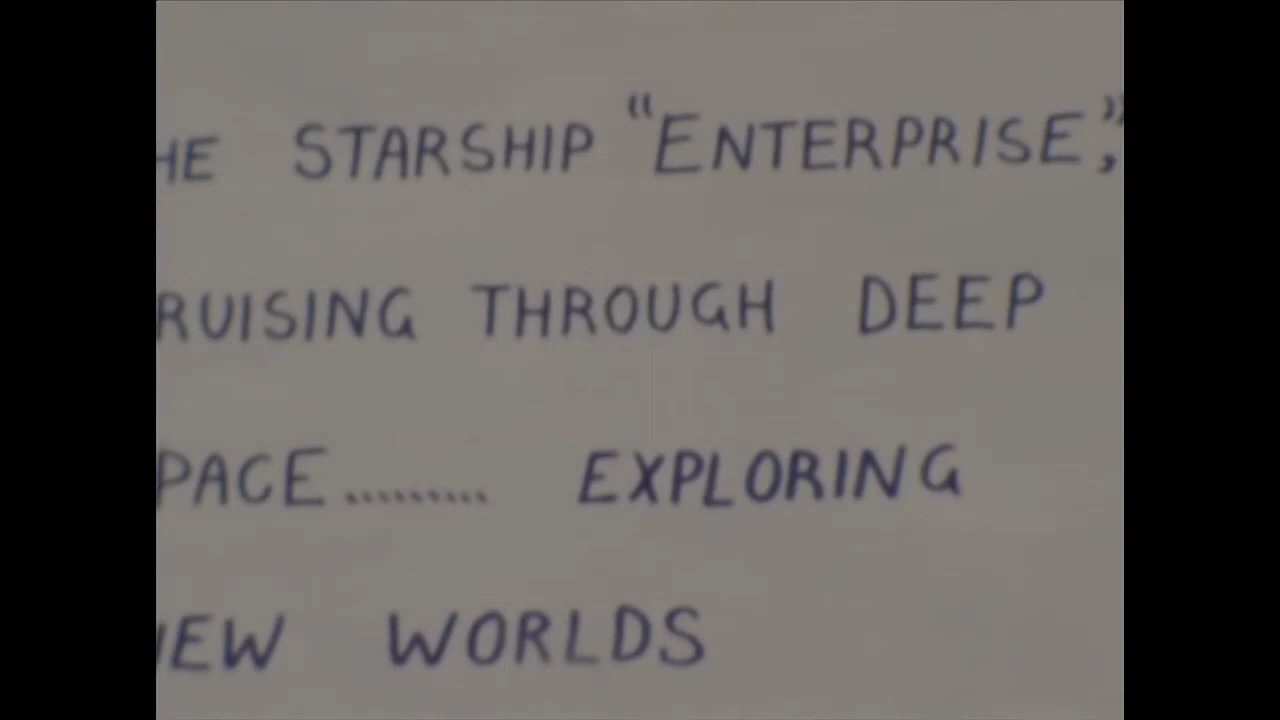 HE STARSHIP "ENTERPRISE,"
RUISING THROUGH DEEP
PACE......... EXPLORING
NEW WORLDS